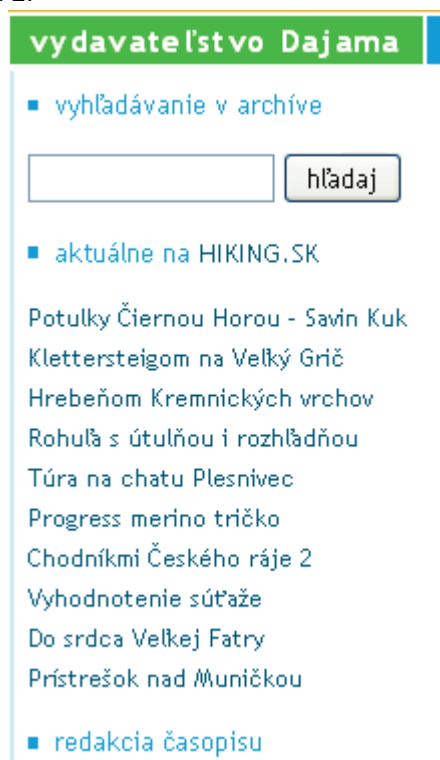 vydavateľstvo Dajama
vyhľadávanie v archíve
hľadaj
aktuálne na HIKING.SK
Potulky Čiernou Horou - Savin Kuk
Klettersteigom na Veľký Grič
Hrebeňom Kremnických vrchov
Rohuľa s útulňou i rozhľadňou
Túra na chatu Plesnivec
Progress merino tričko
Chodníkmi Českého ráje 2
Vyhodnotenie súťaže
Do srdca Veľkej Fatry
Prístrešok nad Muničkou
redakcia časopisu